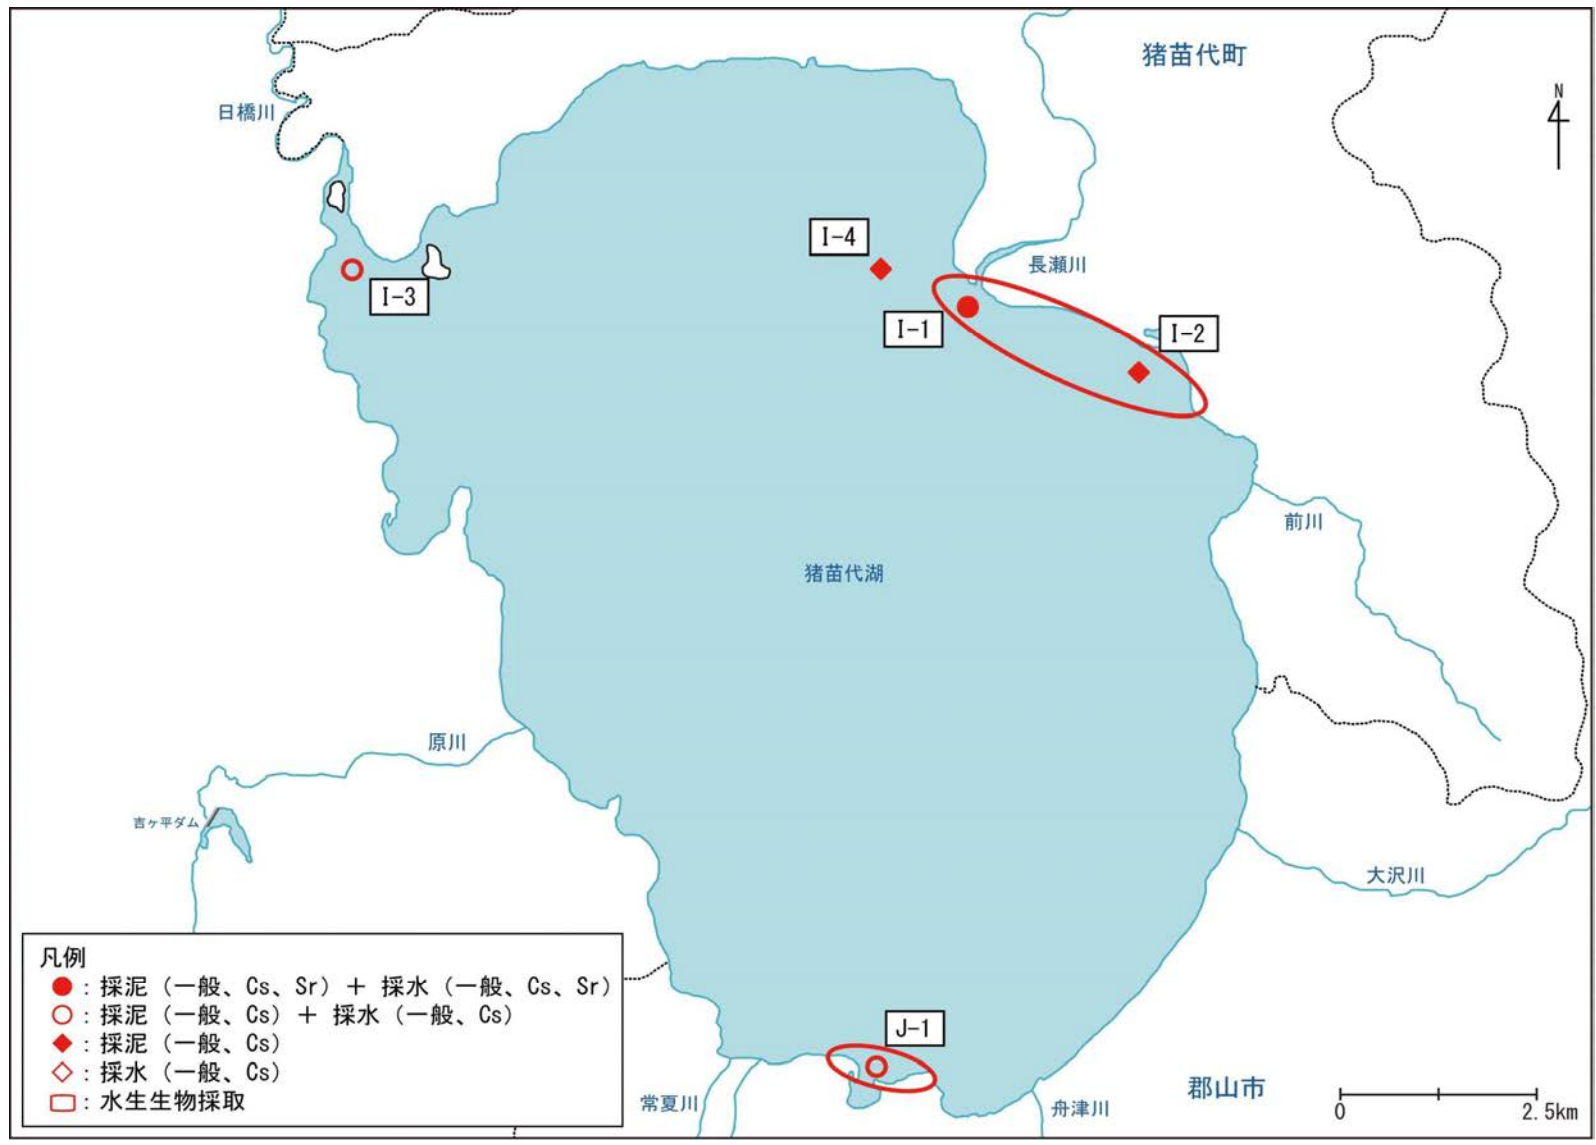 猪苗代町
N
日橋川
I-4
長瀬川
I-3
I-1
I-2
前川
猪苗代湖
原川
吉ヶ平ダム
大沢川
凡例
●：採泥（一般、Cs、Sr）＋ 採水（一般、Cs、Sr）
○：採泥（一般、Cs）＋ 採水（一般、Cs）
◆：採泥（一般、Cs）
◇：採水（一般、Cs）
：水生生物採取
J-1
常夏川
舟津川
郡山市
0
2.5km